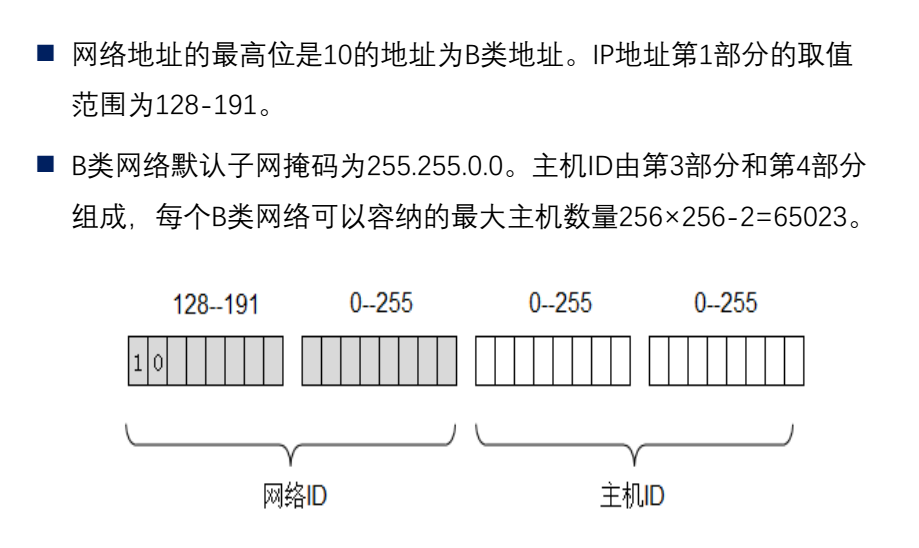 网络地址的最高位是10的地址为B类地址。IP地址第1部分的取值
范围为128-191。
B类网络默认子网掩码为255.255.0.0。主机ID由第3部分和第4部分
组成，每个B类网络可以容纳的最大主机数量256×256-2=65023。
128--191 0--255 0--255 0--255
1 0
网络ID 主机ID